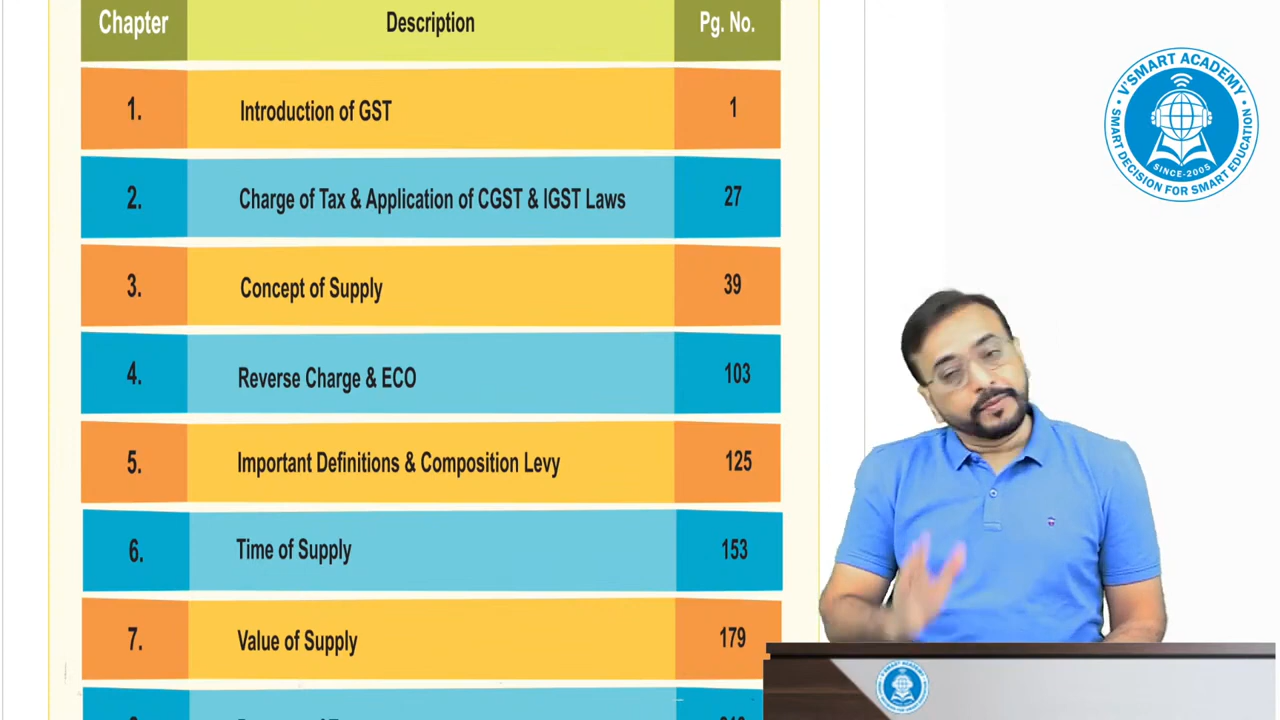 Chapter Description Pg. No.
1. Introduction of GST 1
2. Charge of Tax & Application of CGST & IGST Laws 27
3. Concept of Supply 39
4. Reverse Charge & ECO 103
5. Important Definitions & Composition Levy 125
6. Time of Supply 153
7. Value of Supply 179
V'SMART ACADEMY
SINCE-2005
SMART DECISION FOR SMART EDUCATION